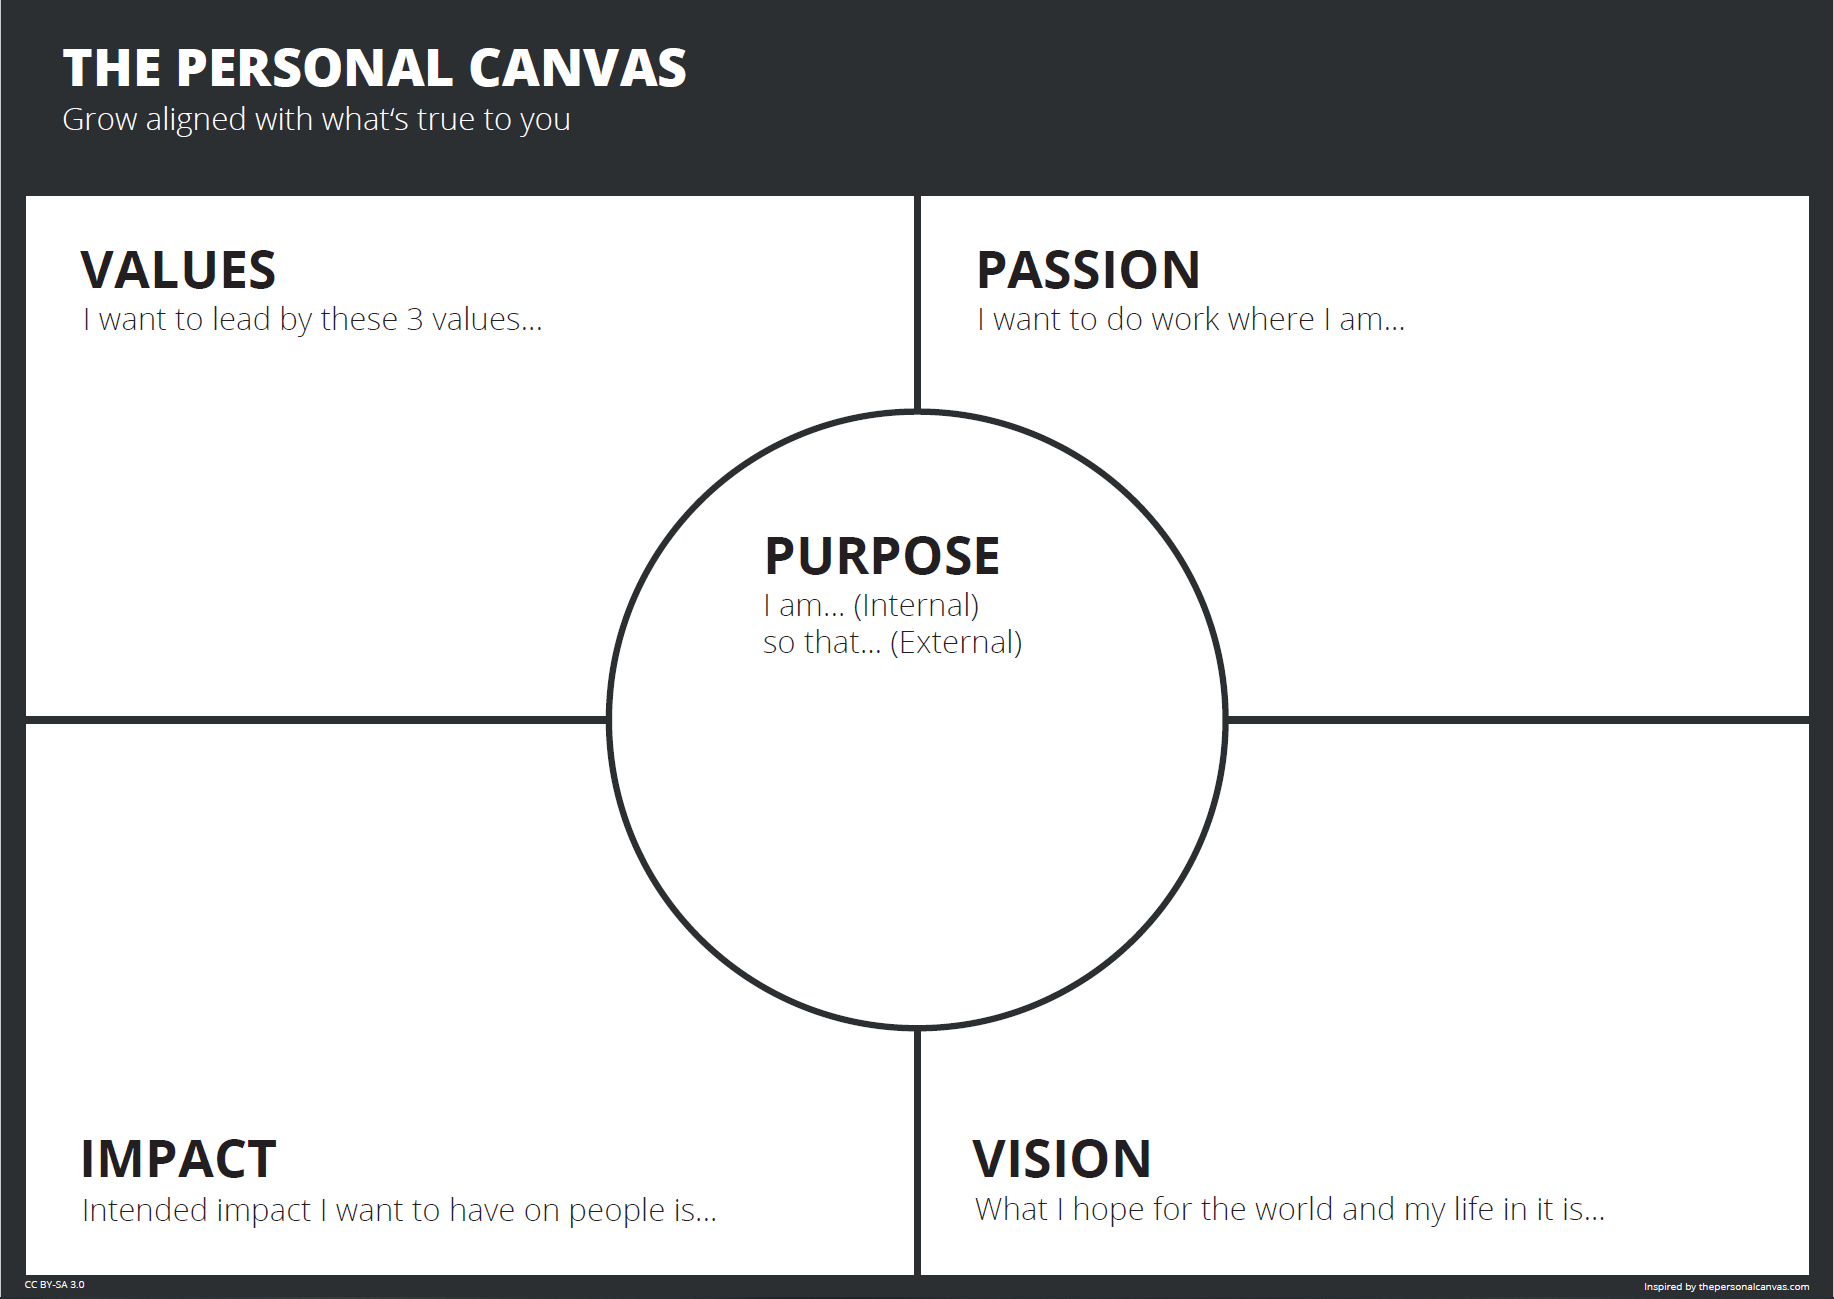 THE PERSONAL CANVAS
Grow aligned with what‘s true to you
VALUES
I want to lead by these 3 values...
PASSION
I want to do work where I am...
PURPOSE
I am... (Internal)
so that... (External)
IMPACT
Intended impact I want to have on people is...
VISION
What I hope for the world and my life in it is...
CC BY-SA 3.0
Inspired by thepersonalcanvas.com